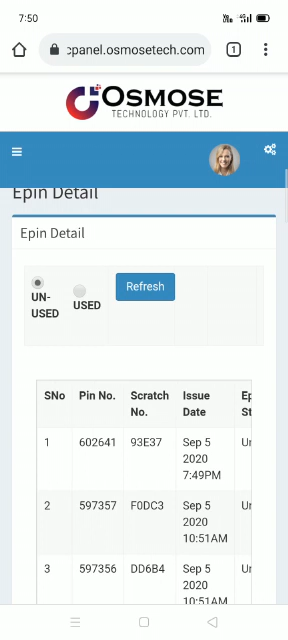 7:50
1
:panel.osmosetech.com
OSMOSE
TECHNOLOGY PVT. LTD.
Epin Detail
Epin Detail
UN-USED
USED
Refresh
SNo Pin No. Scratch No. Issue Date
1 602641 93E37 Sep 5 2020 7:49PM
2 597357 F0DC3 Sep 5 2020 10:51AM
3 597356 DD6B4 Sep 5 2020 10:51AM